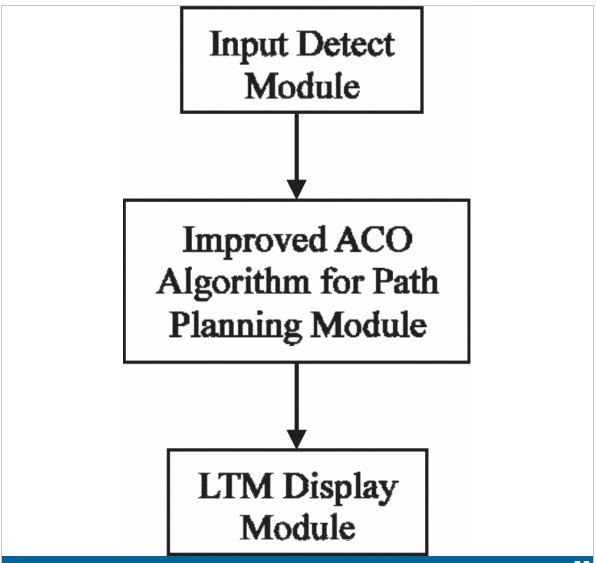 Input Detect
Module
Improved ACO
Algorithm for Path
Planning Module
LTM Display
Module